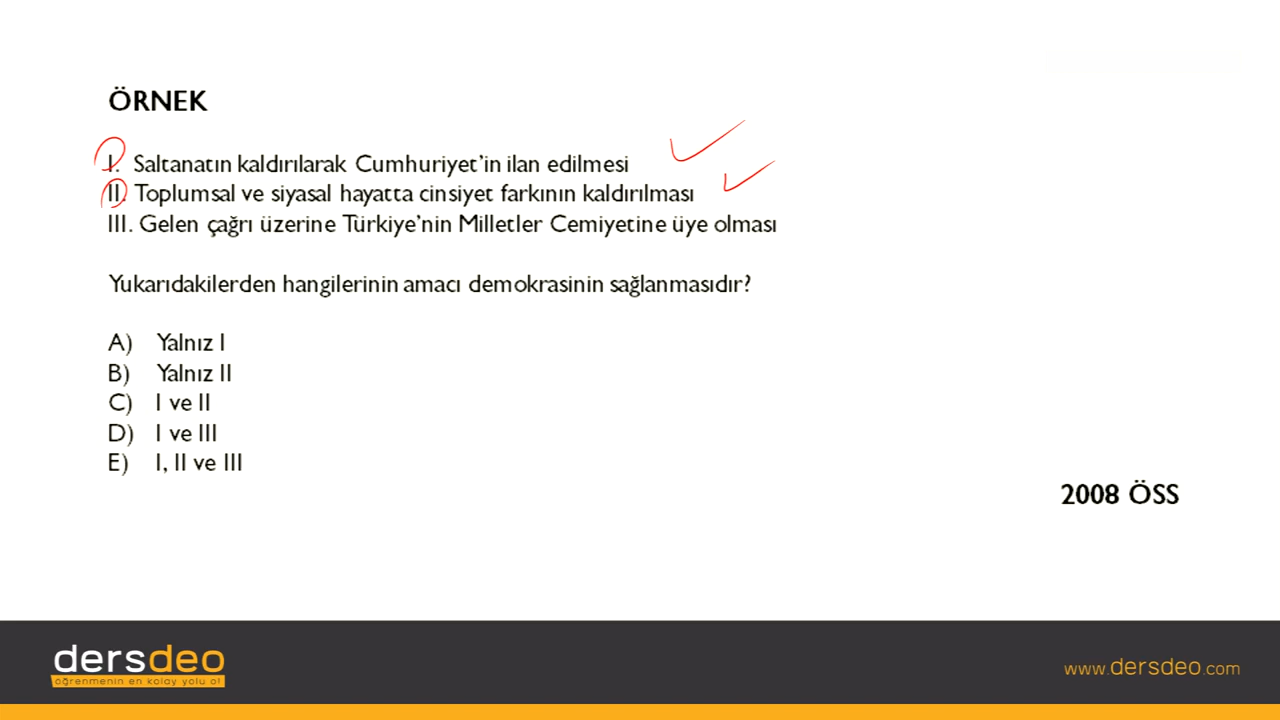 ÖRNEK
I. Saltanatın kaldırılarak Cumhuriyet'in ilan edilmesi
II. Toplumsal ve siyasal hayatta cinsiyet farkının kaldırılması
III. Gelen çağrı üzerine Türkiye'nin Milletler Cemiyetine üye olması
Yukarıdakilerden hangilerinin amacı demokrasinin sağlanmasıdır?
A) Yalnız I
B) Yalnız II
C) I ve II
D) I ve III
E) I, II ve III
2008 ÖSS
dersdeo
öğrenmenin en kolay yolu o!
www.dersdeo.com